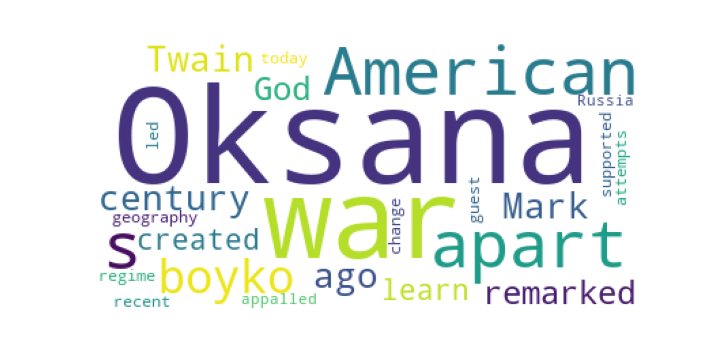 Twain today
God American
Russia
Oksana
led
supported
attempts
century
war
guest
Mark
geography
change
s created
apart
regime
boyko ago
learn
remarked
recent
appalled